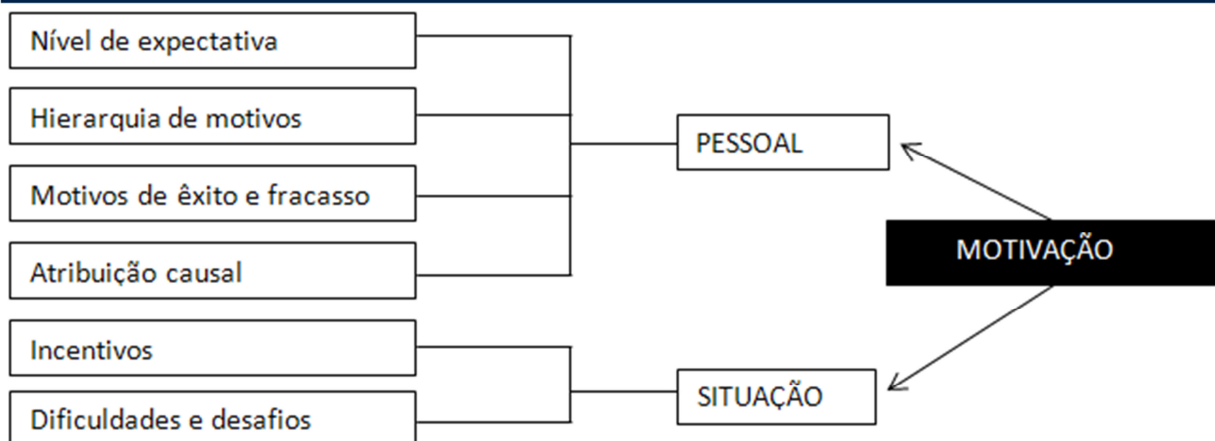 Nível de expectativa
Hierarquia de motivos
Motivos de êxito e fracasso
Atribuição causal
Incentivos
Dificuldades e desafios
PESSOAL
SITUAÇÃO
MOTIVAÇÃO